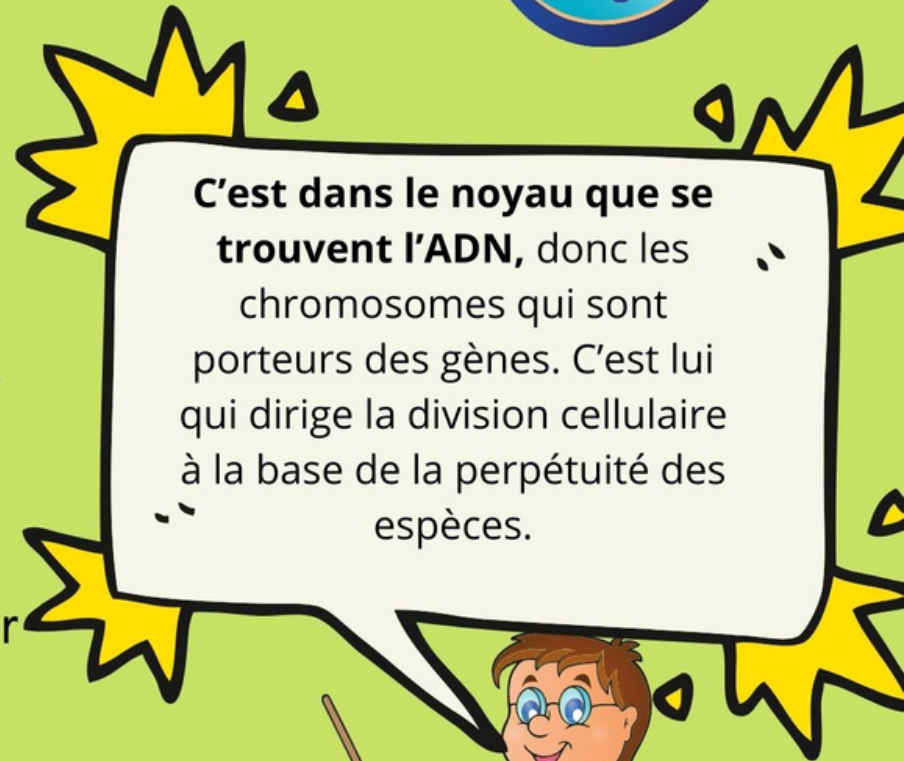 C’est dans le noyau que se
trouvent l’ADN, donc les
chromosomes qui sont
porteurs des gènes. C’est lui
qui dirige la division cellulaire
à la base de la perpétuité des
espèces.
r